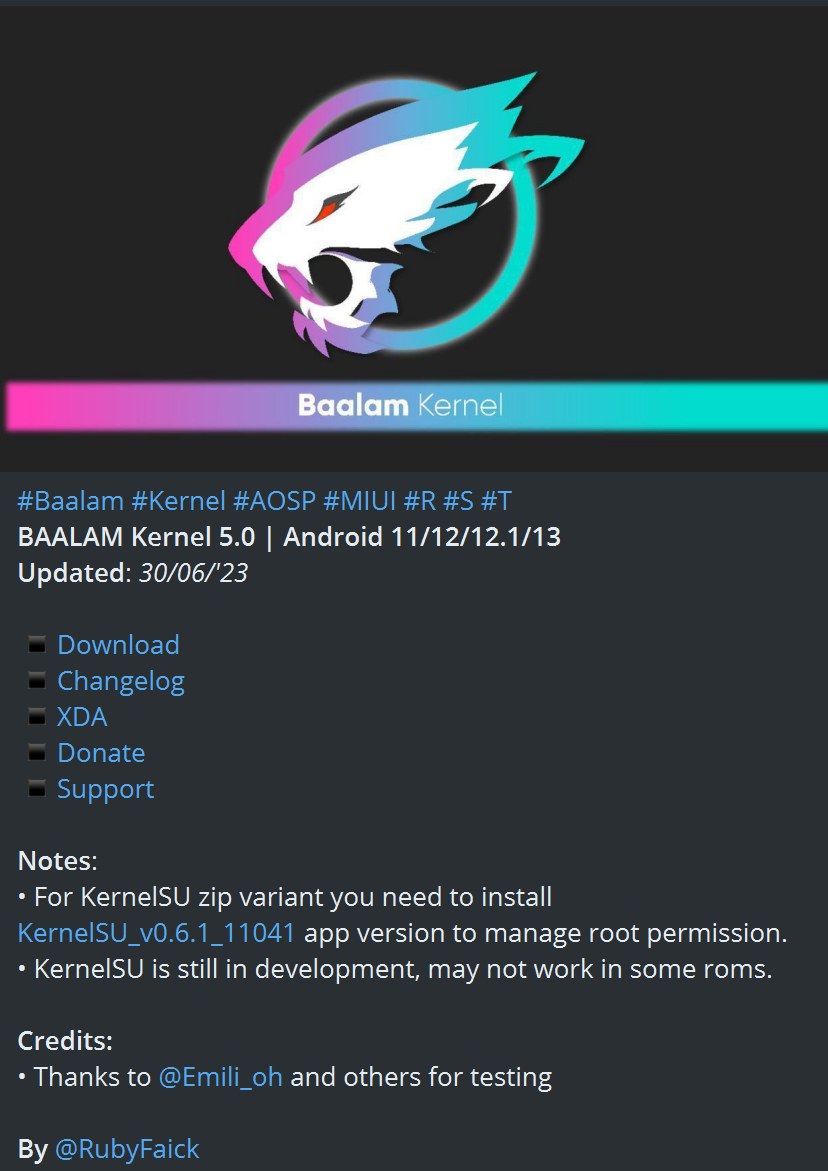 Baalam Kernel
#Baalam #Kernel #AOSP #MIUI #R #S #T
BAALAM Kernel 5.0 | Android 11/12/12.1/13
Updated: 30/06/'23
▪ Download
▪ Changelog
▪ XDA
▪ Donate
▪ Support
Notes:
• For KernelSU zip variant you need to install
KernelSU_v0.6.1_11041 app version to manage root permission.
• KernelSU is still in development, may not work in some roms.
Credits:
• Thanks to @Emili_oh and others for testing
By @RubyFaick